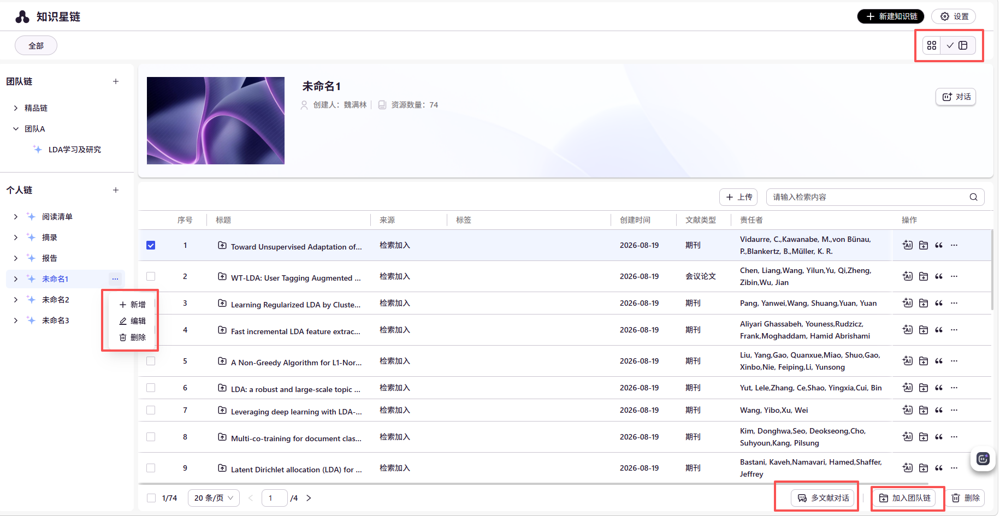 知识星链
新建知识链
设置
全部
团队链
精品链
团队A
LDA学习及研究
个人链
阅读清单
摘录
报告
未命名1
未命名2
未命名3
新增
编辑
删除
未命名1
创建人：魏满林
资源数量：74
对话
上传
请输入检索内容
序号 标题 来源 标签 创建时间 文献类型 责任者 操作
1 Toward Unsupervised Adaptation of... 检索加入 2026-08-19 期刊 Vidaurre, C.,Kawanabe, M.,von Bünau,
P.,Blankertz, B.,Müller, K. R.
2 WT-LDA: User Tagging Augmented ... 检索加入 2026-08-19 会议论文 Chen, Liang,Wang, Yilun,Yu, Qi,Zheng,
Zibin,Wu, Jian
3 Learning Regularized LDA by Cluste... 检索加入 2026-08-19 期刊 Pang, Yanwei,Wang, Shuang,Yuan, Yuan
4 Fast incremental LDA feature extrac... 检索加入 2026-08-19 期刊 Aliyari Ghassabeh, Youness,Rudzicz,
Frank,Moghaddam, Hamid Abrishami
5 A Non-Greedy Algorithm for L1-Nor... 检索加入 2026-08-19 期刊 Liu, Yang,Gao, Quanxue,Miao, Shuo,Gao,
Xinbo,Nie, Feiping,Li, Yunsong
6 LDA: a robust and large-scale topic ... 检索加入 2026-08-19 期刊 Yut, Lele,Zhang, Ce,Shao, Yingxia,Cui, Bin
7 Leveraging deep learning with LDA-... 检索加入 2026-08-19 期刊 Wang, Yibo,Xu, Wei
8 Multi-co-training for document clas... 检索加入 2026-08-19 期刊 Kim, Donghwa,Seo, Deokseong,Cho,
Suhyoun,Kang, Pilsung
9 Latent Dirichlet allocation (LDA) for ... 检索加入 2026-08-19 期刊 Bastani, Kaveh,Namavari, Hamed,Shaffer,
Jeffrey
1/74 20 条/页 1 /4
多文献对话
加入团队链
删除